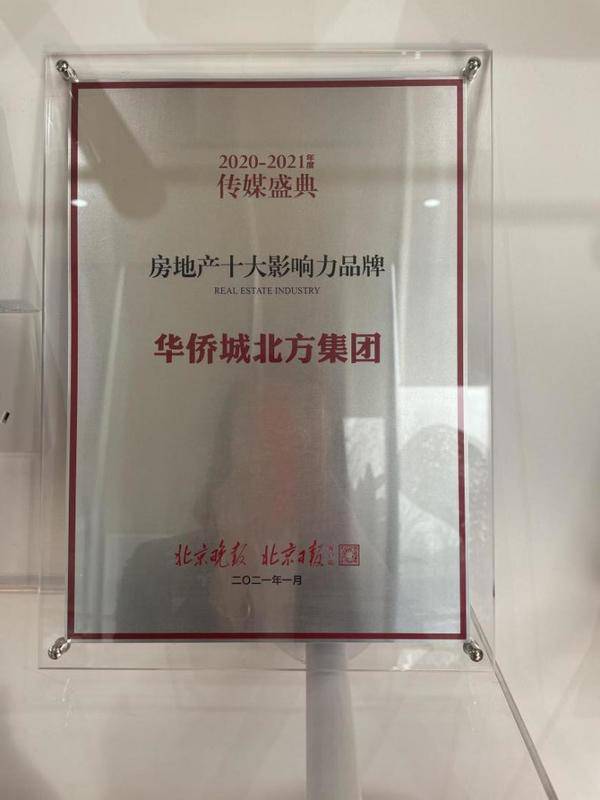 2020-2021年度
传媒盛典
房地产十大影响力品牌
REAL ESTATE INDUSTRY
华侨城北方集团
北京晚报 北京日报
二〇二一年一月